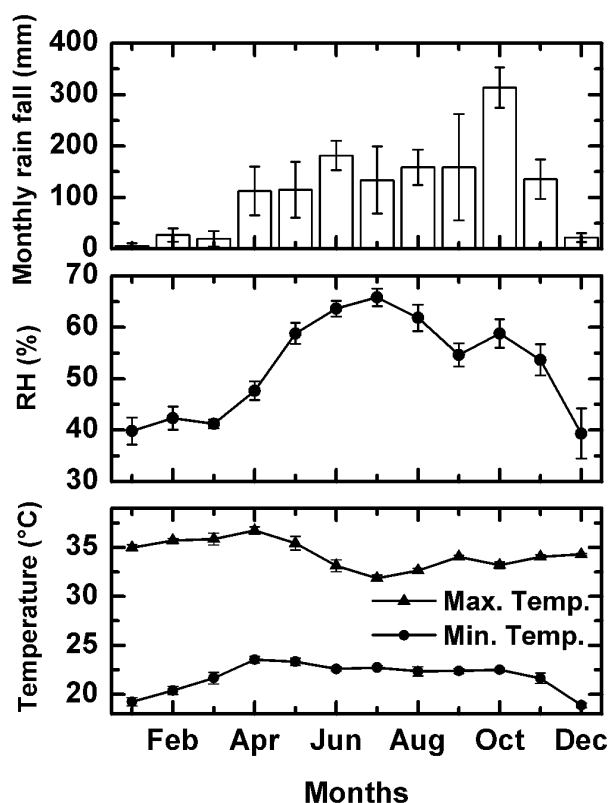 Monthly rain fall (mm)
400
300
200
100
0
RH (%)
70
60
50
40
30
Temperature (°C)
35
25
20
Max. Temp.
Min. Temp.
Feb Apr Jun Aug Oct Dec
Months